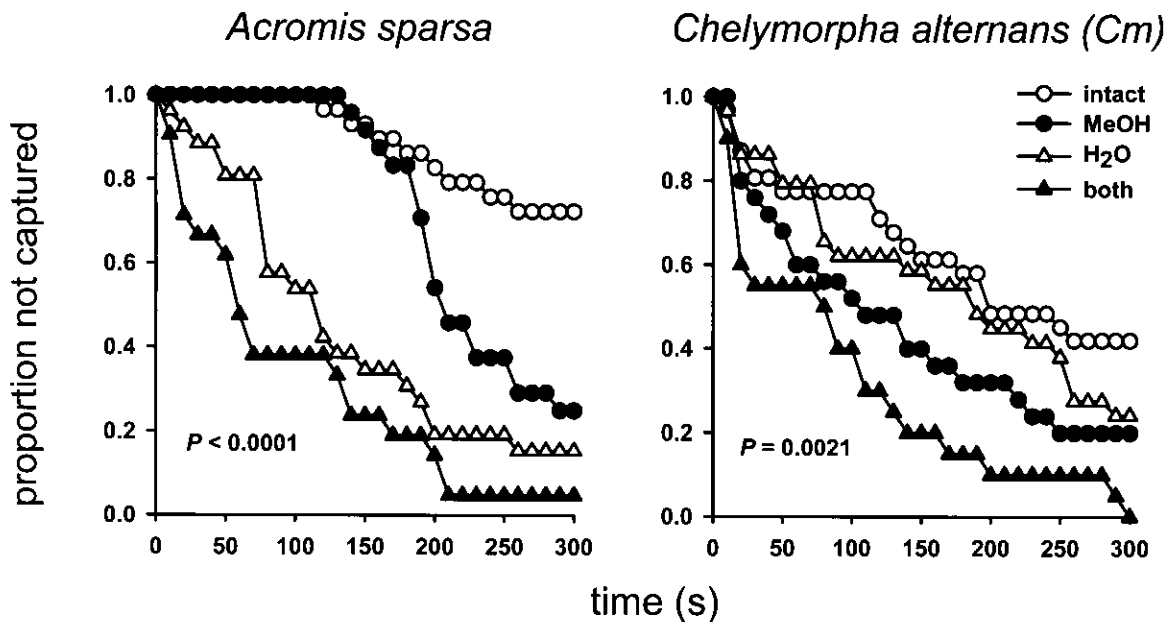 Acromis sparsa
Chelymorpha alternans (Cm)
proportion not captured
1.0
0.8
0.6
0.4
0.2
0.0
P < 0.0001
0 50 100 150 200 250 300
1.0
0.8
0.6
0.4
0.2
0.0
intact
MeOH
H₂O
both
P = 0.0021
0 50 100 150 200 250 300
time (s)